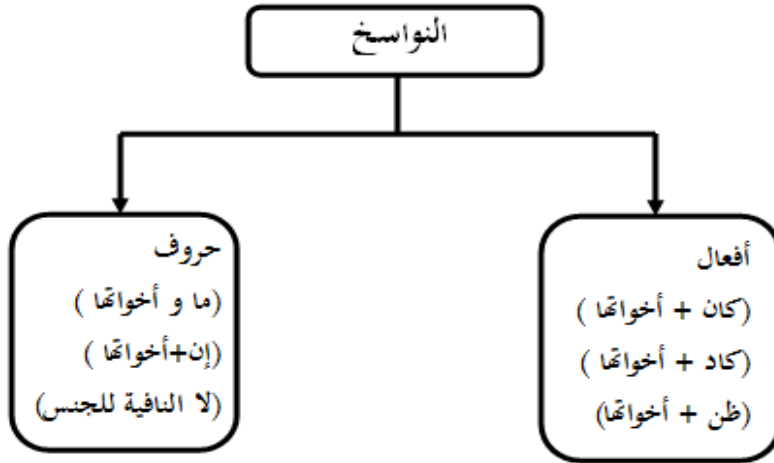 النواسخ
أفعال
(كان + أخواتها )
(كاد + أخواتها )
(ظن + أخواتها)
حروف
(ما و أخواتها )
(إن+أخواتها )
(لا النافية للجنس)